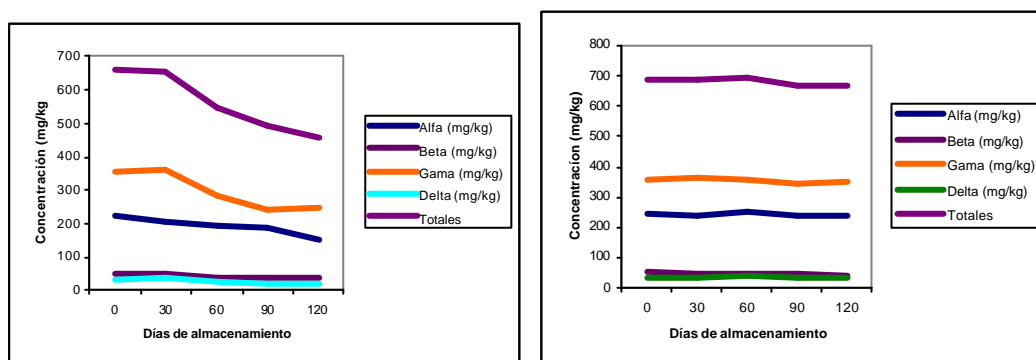 Concentración (mg/kg)
700
600
500
400
300
200
100
0
0 30 60 90 120
Días de almacenamiento
Alfa (mg/kg)
Beta (mg/kg)
Gama (mg/kg)
Delta (mg/kg)
Totales
Concentracíon (mg/kg)
800
700
600
500
400
300
200
100
0
0 30 60 90 120
Días de almacenamiento
Alfa (mg/kg)
Beta (mg/kg)
Gama (mg/kg)
Delta (mg/kg)
Totales